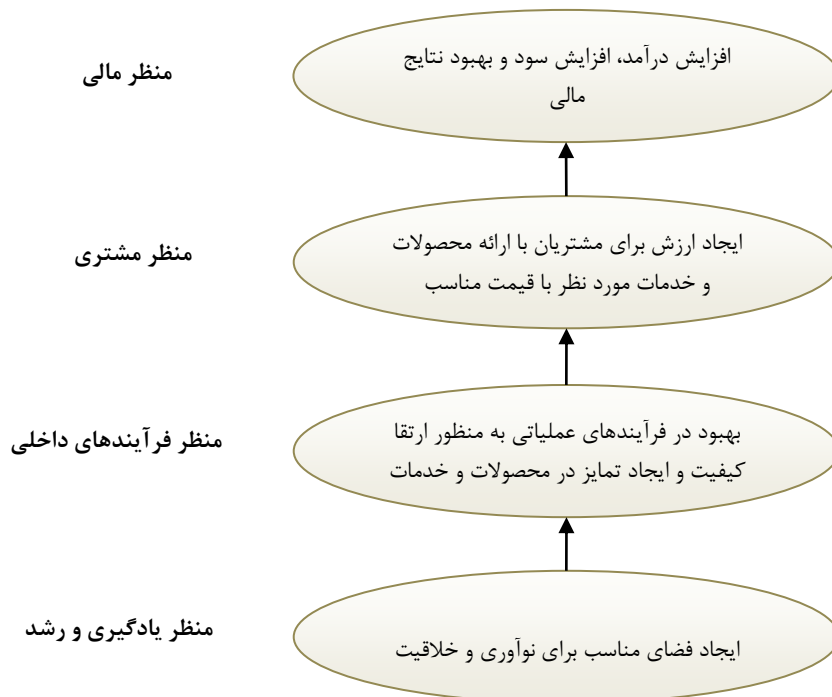 منظر مالی
افزایش درآمد، افزایش سود و بهبود نتایج
مالی
منظر مشتری
ایجاد ارزش برای مشتریان با ارائه محصولات
و خدمات مورد نظر با قیمت مناسب
منظر فرآیندهای داخلی
بهبود در فرآیندهای عملیاتی به منظور ارتقا
کیفیت و ایجاد تمایز در محصولات و خدمات
منظر یادگیری و رشد
ایجاد فضای مناسب برای نوآوری و خلاقیت